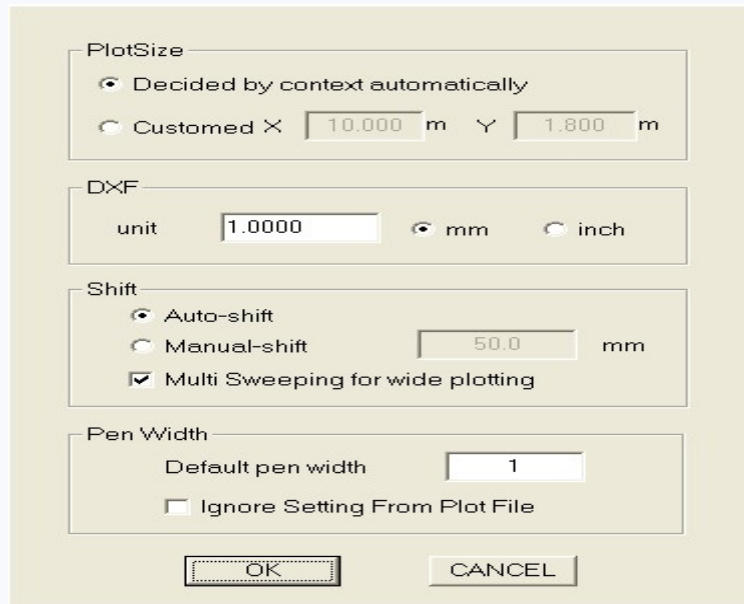 PlotSize
Decided by context automatically
Customed X 10.000 m Y 1.800 m
DXF
unit 1.0000 mm inch
Shift
Auto-shift
Manual-shift 50.0 mm
Multi Sweeping for wide plotting
Pen Width
Default pen width 1
Ignore Setting From Plot File
OK CANCEL